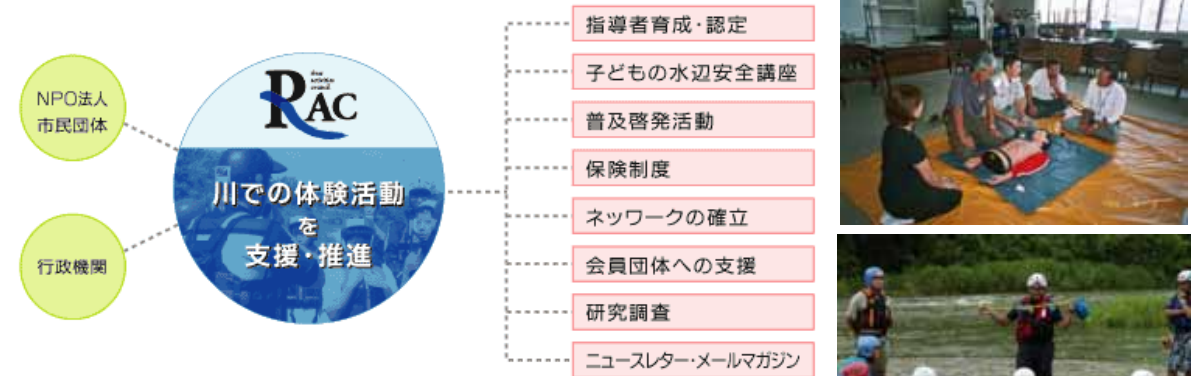 NPO法人
市民団体
行政機関
RAC
川での体験活動
を
支援・推進
指導者育成・認定
子どもの水辺安全講座
普及啓発活動
保険制度
ネッワークの確立
会員団体への支援
研究調査
ニュースレター・メールマガジン